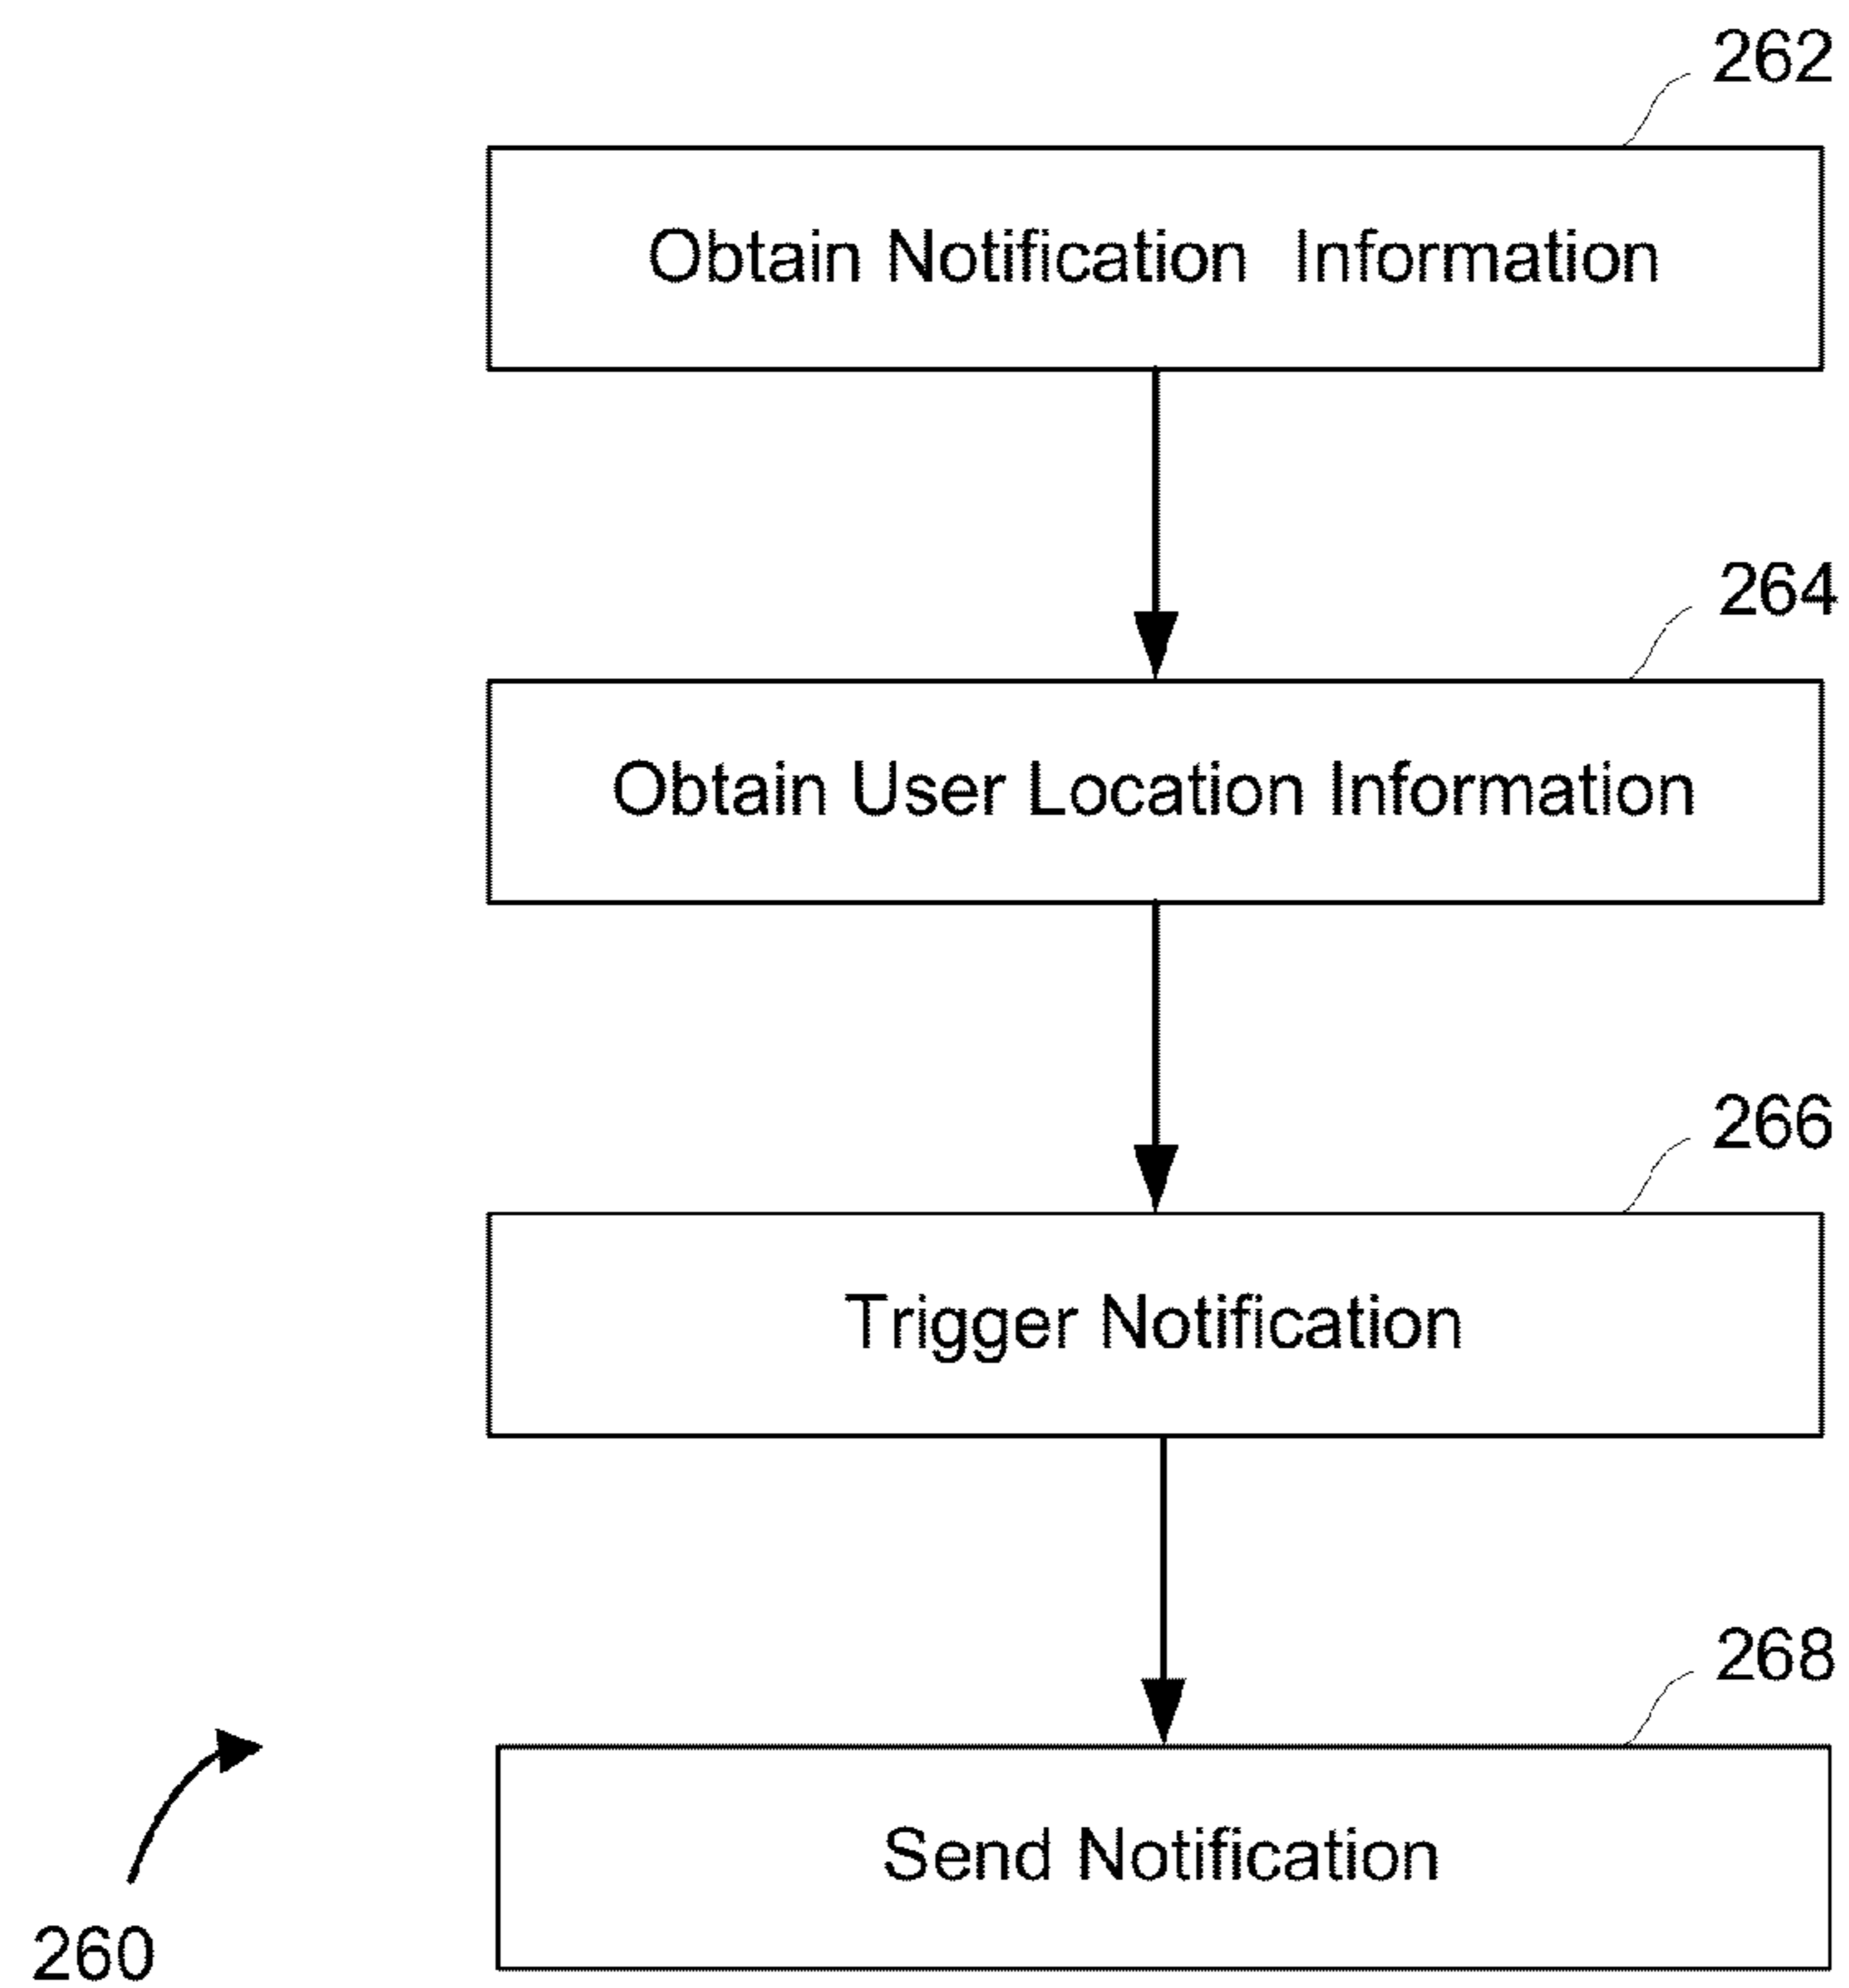 262
Obtain Notification Information
264
Obtain User Location Information
266
Trigger Notification
268
Send Notification
260